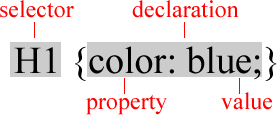 selector declaration
H1 {color: blue;}
property value